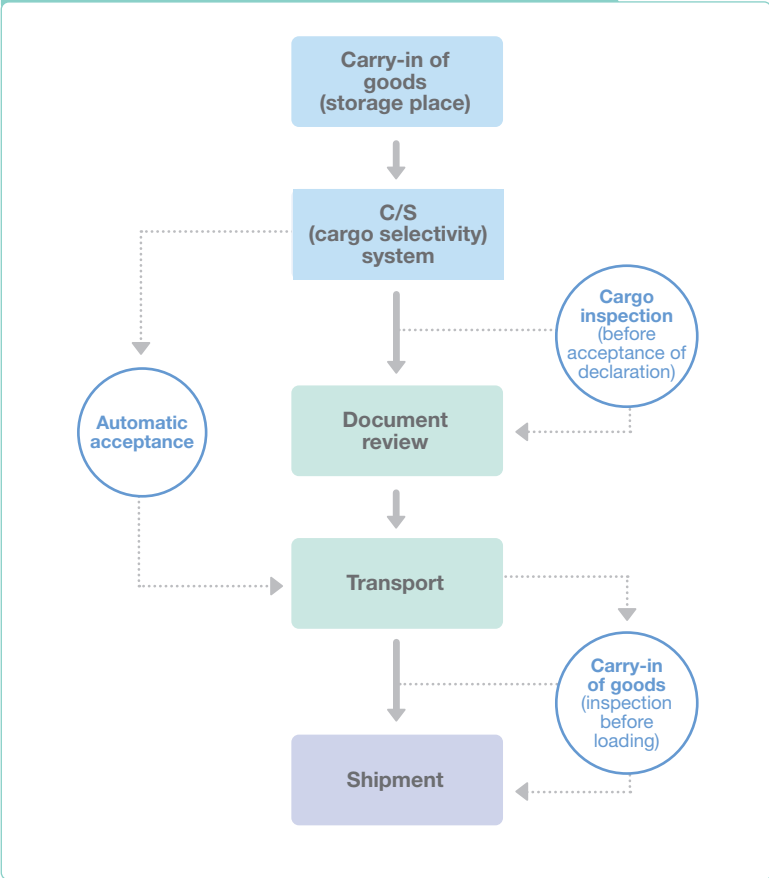 Carry-in of
goods
(storage place)
C/S
(cargo selectivity)
system
Cargo
inspection
(before
acceptance of
declaration)
Automatic
acceptance
Document
review
Transport
Carry-in
of goods
(inspection
before
loading)
Shipment